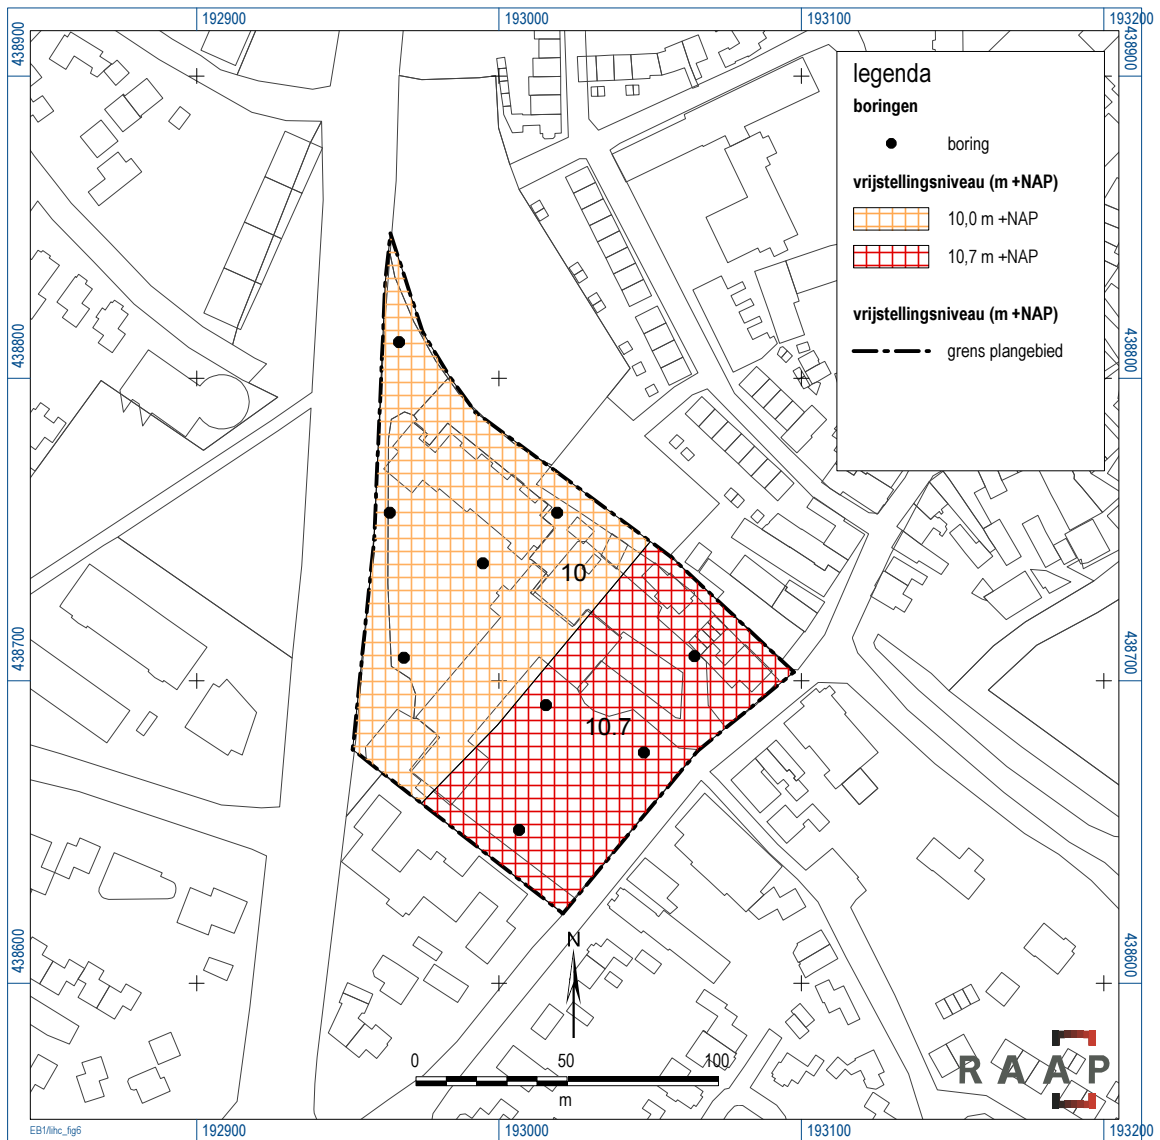 192900 193000 193100 193200
438900 438900
legenda
boringen
boring
vrijstellingsniveau (m +NAP)
10,0 m +NAP
10,7 m +NAP
vrijstellingsniveau (m +NAP)
grens plangebied
438800 438800
10
438700 438700
10.7
438600 438600
N
0 50 100
m
RAAP
EB1/lihc_fig6
192900 193000 193100 193200